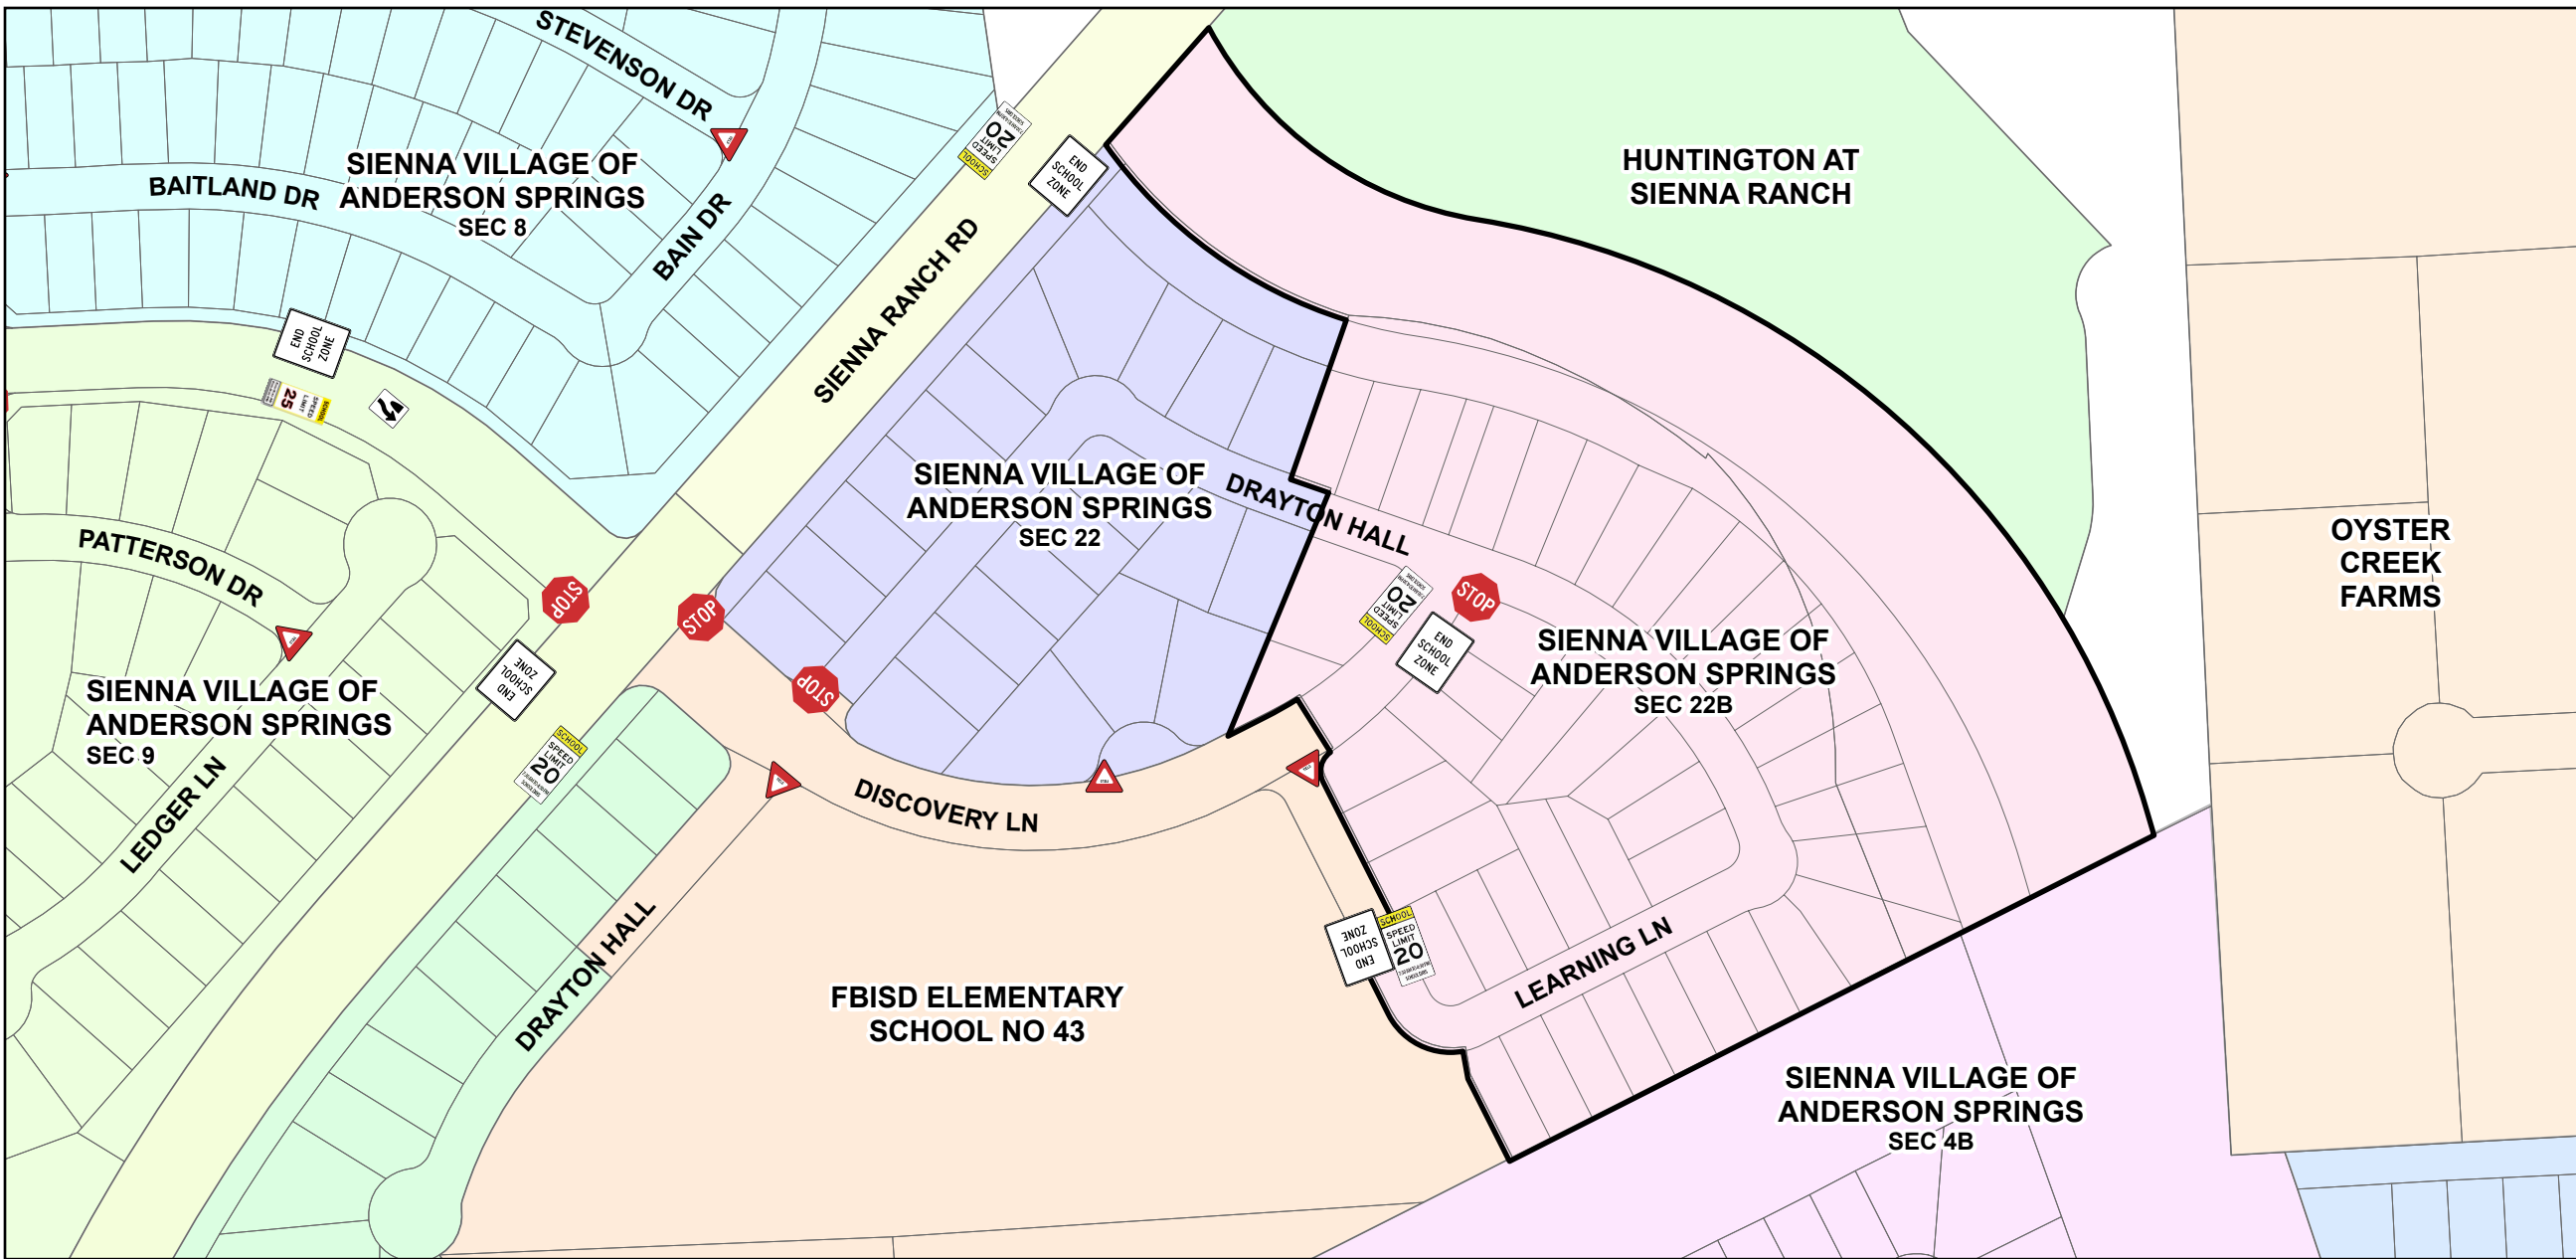 STEVENSON DR
SIENNA VILLAGE OF
ANDERSON SPRINGS
SEC 8
BAITLAND DR
BAIN DR
SCHOOL
SPEED
LIMIT
20
END
SCHOOL
ZONE
SIENNA RANCH RD
HUNTINGTON AT
SIENNA RANCH
END
SCHOOL
ZONE
SCHOOL
SPEED
LIMIT
25
SIENNA VILLAGE OF
ANDERSON SPRINGS
SEC 22
DRAYTON HALL
OYSTER
CREEK
FARMS
PATTERSON DR
STOP
STOP
STOP
SCHOOL
SPEED
LIMIT
20
STOP
END
SCHOOL
ZONE
SIENNA VILLAGE OF
ANDERSON SPRINGS
SEC 22B
SIENNA VILLAGE OF
ANDERSON SPRINGS
SEC 9
END
SCHOOL
ZONE
SCHOOL
SPEED
LIMIT
20
LEDGER LN
DISCOVERY LN
DRAYTON HALL
END
SCHOOL
ZONE
SCHOOL
SPEED
LIMIT
20
LEARNING LN
FBISD ELEMENTARY
SCHOOL NO 43
SIENNA VILLAGE OF
ANDERSON SPRINGS
SEC 4B